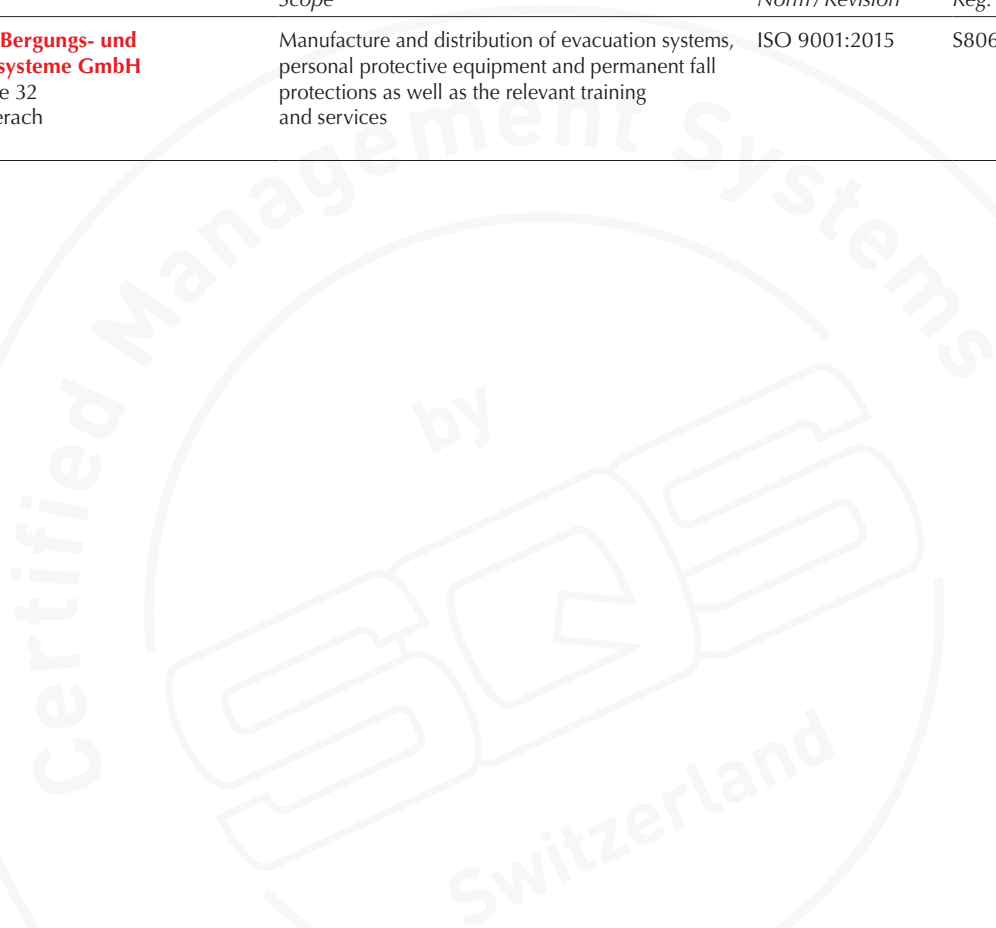 Scope Norm / Revision Reg.
Bergungs- und
systeme GmbH
e 32
erach
Manufacture and distribution of evacuation systems,
personal protective equipment and permanent fall
protections as well as the relevant training
and services
ISO 9001:2015
S806
Certified Management Systems
by
SQS
Switzerland